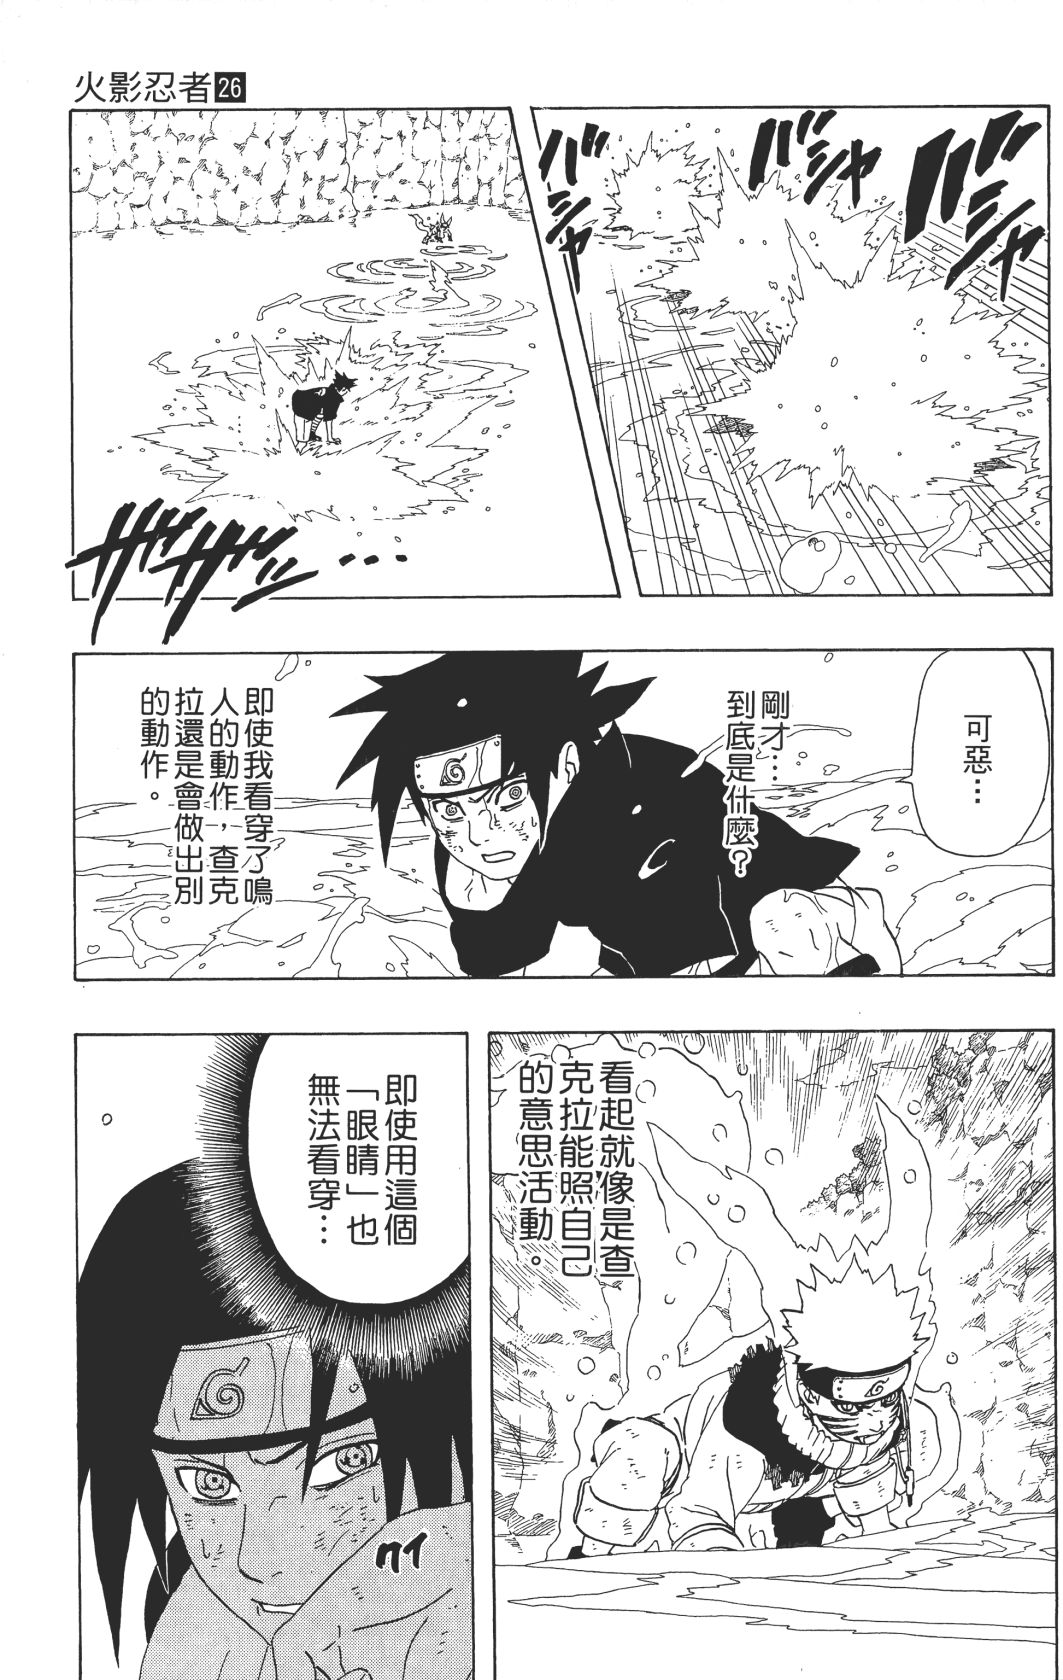 火影忍者26
バシャ
バシャ
バシャ
ザザザザッ…
可惡…
剛才…
到底是什麼?
即使我看穿了鳴
人的動作,查克
拉還是會做出別
的動作。
看起就像是查
克拉能照自己
的意思活動。
即使用這個
「眼睛」也
無法看穿…
クイ